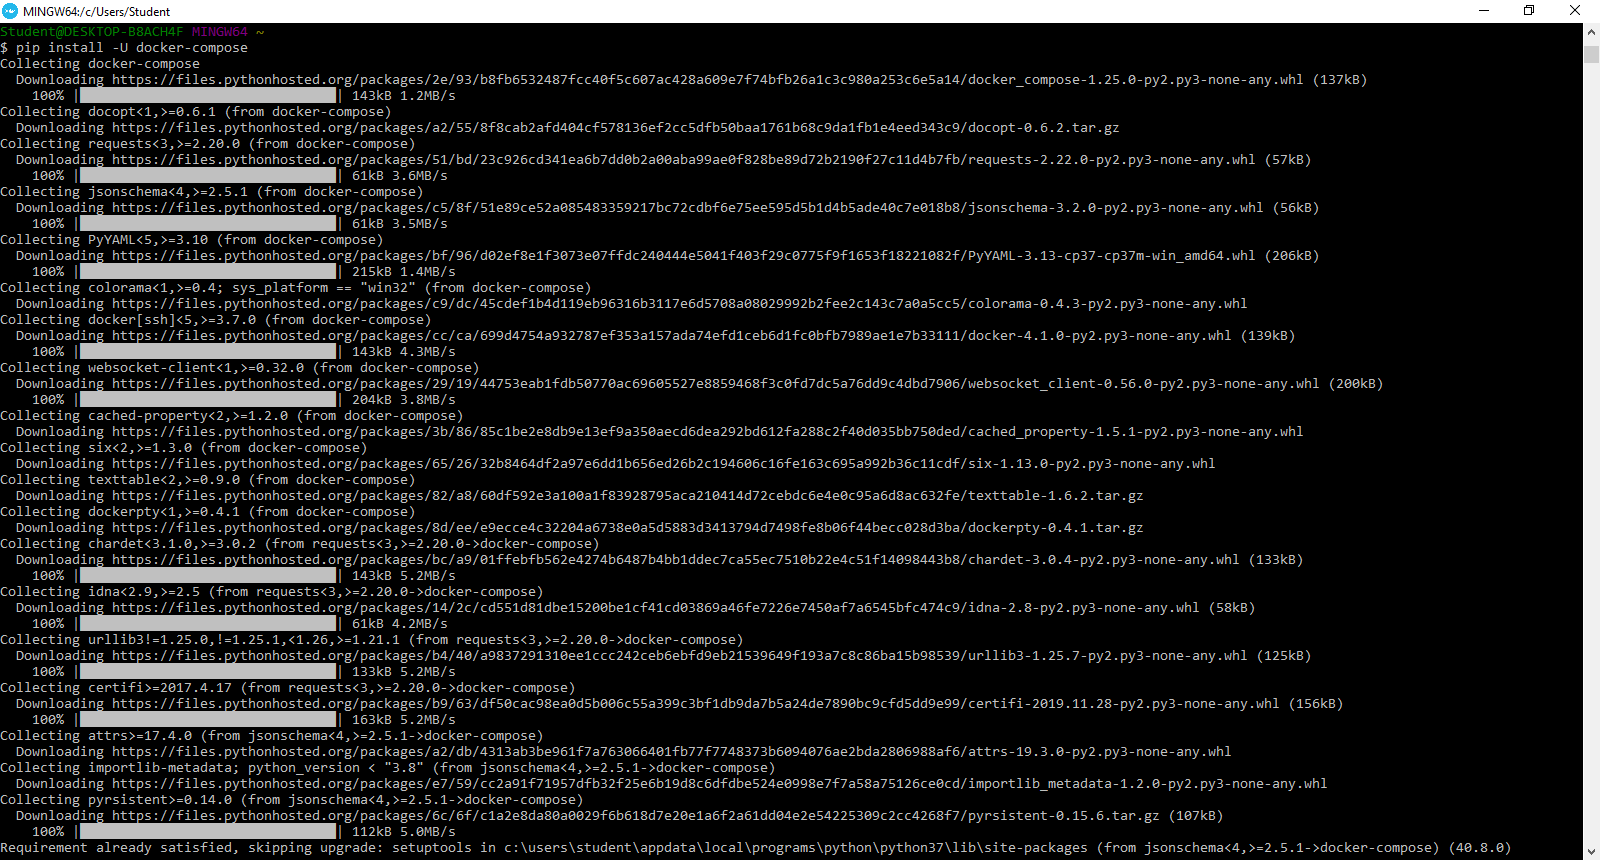 MINGW64:/c/Users/Student
Student@DESKTOP-B8ACH4F MINGW64 ~
$ pip install -U docker-compose
Collecting docker-compose
  Downloading https://files.pythonhosted.org/packages/2e/93/b8fb6532487fcc40f5c607ac428a609e7f74bfb26a1c3c980a253c6e5a14/docker_compose-1.25.0-py2.py3-none-any.whl (137kB)
    100% |████████████████████████████████| 143kB 1.2MB/s
Collecting docopt<1,>=0.6.1 (from docker-compose)
  Downloading https://files.pythonhosted.org/packages/a2/55/8f8cab2afd404cf578136ef2cc5dfb50baa1761b68c9da1fb1e4eed343c9/docopt-0.6.2.tar.gz
Collecting requests<3,>=2.20.0 (from docker-compose)
  Downloading https://files.pythonhosted.org/packages/51/bd/23c926cd341ea6b7dd0b2a00aba99ae0f828be89d72b2190f27c11d4b7fb/requests-2.22.0-py2.py3-none-any.whl (57kB)
    100% |████████████████████████████████| 61kB 3.6MB/s
Collecting jsonschema<4,>=2.5.1 (from docker-compose)
  Downloading https://files.pythonhosted.org/packages/c5/8f/51e89ce52a085483359217bc72cdbf6e75ee595d5b1d4b5ade40c7e018b8/jsonschema-3.2.0-py2.py3-none-any.whl (56kB)
    100% |████████████████████████████████| 61kB 3.5MB/s
Collecting PyYAML<5,>=3.10 (from docker-compose)
  Downloading https://files.pythonhosted.org/packages/bf/96/d02ef8e1f3073e07ffdc240444e5041f403f29c0775f9f1653f18221082f/PyYAML-3.13-cp37-cp37m-win_amd64.whl (206kB)
    100% |████████████████████████████████| 215kB 1.4MB/s
Collecting colorama<1,>=0.4; sys_platform == "win32" (from docker-compose)
  Downloading https://files.pythonhosted.org/packages/c9/dc/45cdef1b4d119eb96316b3117e6d5708a08029992b2fee2c143c7a0a5cc5/colorama-0.4.3-py2.py3-none-any.whl
Collecting docker[ssh]<5,>=3.7.0 (from docker-compose)
  Downloading https://files.pythonhosted.org/packages/cc/ca/699d4754a932787ef353a157ada74efd1ceb6d1fc0bfb7989ae1e7b33111/docker-4.1.0-py2.py3-none-any.whl (139kB)
    100% |████████████████████████████████| 143kB 4.3MB/s
Collecting websocket-client<1,>=0.32.0 (from docker-compose)
  Downloading https://files.pythonhosted.org/packages/29/19/44753eab1fdb50770ac69605527e8859468f3c0fd7dc5a76dd9c4dbd7906/websocket_client-0.56.0-py2.py3-none-any.whl (200kB)
    100% |████████████████████████████████| 204kB 3.8MB/s
Collecting cached-property<2,>=1.2.0 (from docker-compose)
  Downloading https://files.pythonhosted.org/packages/3b/86/85c1be2e8db9e13ef9a350aecd6dea292bd612fa288c2f40d035bb750ded/cached_property-1.5.1-py2.py3-none-any.whl
Collecting six<2,>=1.3.0 (from docker-compose)
  Downloading https://files.pythonhosted.org/packages/65/26/32b8464df2a97e6dd1b656ed26b2c194606c16fe163c695a992b36c11cdf/six-1.13.0-py2.py3-none-any.whl
Collecting texttable<2,>=0.9.0 (from docker-compose)
  Downloading https://files.pythonhosted.org/packages/82/a8/60df592e3a100a1f83928795aca210414d72cebdc6e4e0c95a6d8ac632fe/texttable-1.6.2.tar.gz
Collecting dockerpty<1,>=0.4.1 (from docker-compose)
  Downloading https://files.pythonhosted.org/packages/8d/ee/e9ecce4c32204a6738e0a5d5883d3413794d7498fe8b06f44becc028d3ba/dockerpty-0.4.1.tar.gz
Collecting chardet<3.1.0,>=3.0.2 (from requests<3,>=2.20.0->docker-compose)
  Downloading https://files.pythonhosted.org/packages/bc/a9/01ffebfb562e4274b6487b4bb1ddec7ca55ec7510b22e4c51f14098443b8/chardet-3.0.4-py2.py3-none-any.whl (133kB)
    100% |████████████████████████████████| 143kB 5.2MB/s
Collecting idna<2.9,>=2.5 (from requests<3,>=2.20.0->docker-compose)
  Downloading https://files.pythonhosted.org/packages/14/2c/cd551d81dbe15200be1cf41cd03869a46fe7226e7450af7a6545bfc474c9/idna-2.8-py2.py3-none-any.whl (58kB)
    100% |████████████████████████████████| 61kB 4.2MB/s
Collecting urllib3!=1.25.0,!=1.25.1,<1.26,>=1.21.1 (from requests<3,>=2.20.0->docker-compose)
  Downloading https://files.pythonhosted.org/packages/b4/40/a9837291310ee1ccc242ceb6ebfd9eb21539649f193a7c8c86ba15b98539/urllib3-1.25.7-py2.py3-none-any.whl (125kB)
    100% |████████████████████████████████| 133kB 5.2MB/s
Collecting certifi>=2017.4.17 (from requests<3,>=2.20.0->docker-compose)
  Downloading https://files.pythonhosted.org/packages/b9/63/df50cac98ea0d5b006c55a399c3bf1db9da7b5a24de7890bc9cfd5dd9e99/certifi-2019.11.28-py2.py3-none-any.whl (156kB)
    100% |████████████████████████████████| 163kB 5.2MB/s
Collecting attrs>=17.4.0 (from jsonschema<4,>=2.5.1->docker-compose)
  Downloading https://files.pythonhosted.org/packages/a2/db/4313ab3be961f7a763066401fb77f7748373b6094076ae2bda2806988af6/attrs-19.3.0-py2.py3-none-any.whl
Collecting importlib-metadata; python_version < "3.8" (from jsonschema<4,>=2.5.1->docker-compose)
  Downloading https://files.pythonhosted.org/packages/e7/59/cc2a91f71957dfb32f25e6b19d8c6dfdbe524e0998e7f7a58a75126ce0cd/importlib_metadata-1.2.0-py2.py3-none-any.whl
Collecting pyrsistent>=0.14.0 (from jsonschema<4,>=2.5.1->docker-compose)
  Downloading https://files.pythonhosted.org/packages/6c/6f/c1a2e8da80a0029f6b618d7e20e1a6f2a61dd04e2e54225309c2cc4268f7/pyrsistent-0.15.6.tar.gz (107kB)
    100% |████████████████████████████████| 112kB 5.0MB/s
Requirement already satisfied, skipping upgrade: setuptools in c:\users\student\appdata\local\programs\python\python37\lib\site-packages (from jsonschema<4,>=2.5.1->docker-compose) (40.8.0)